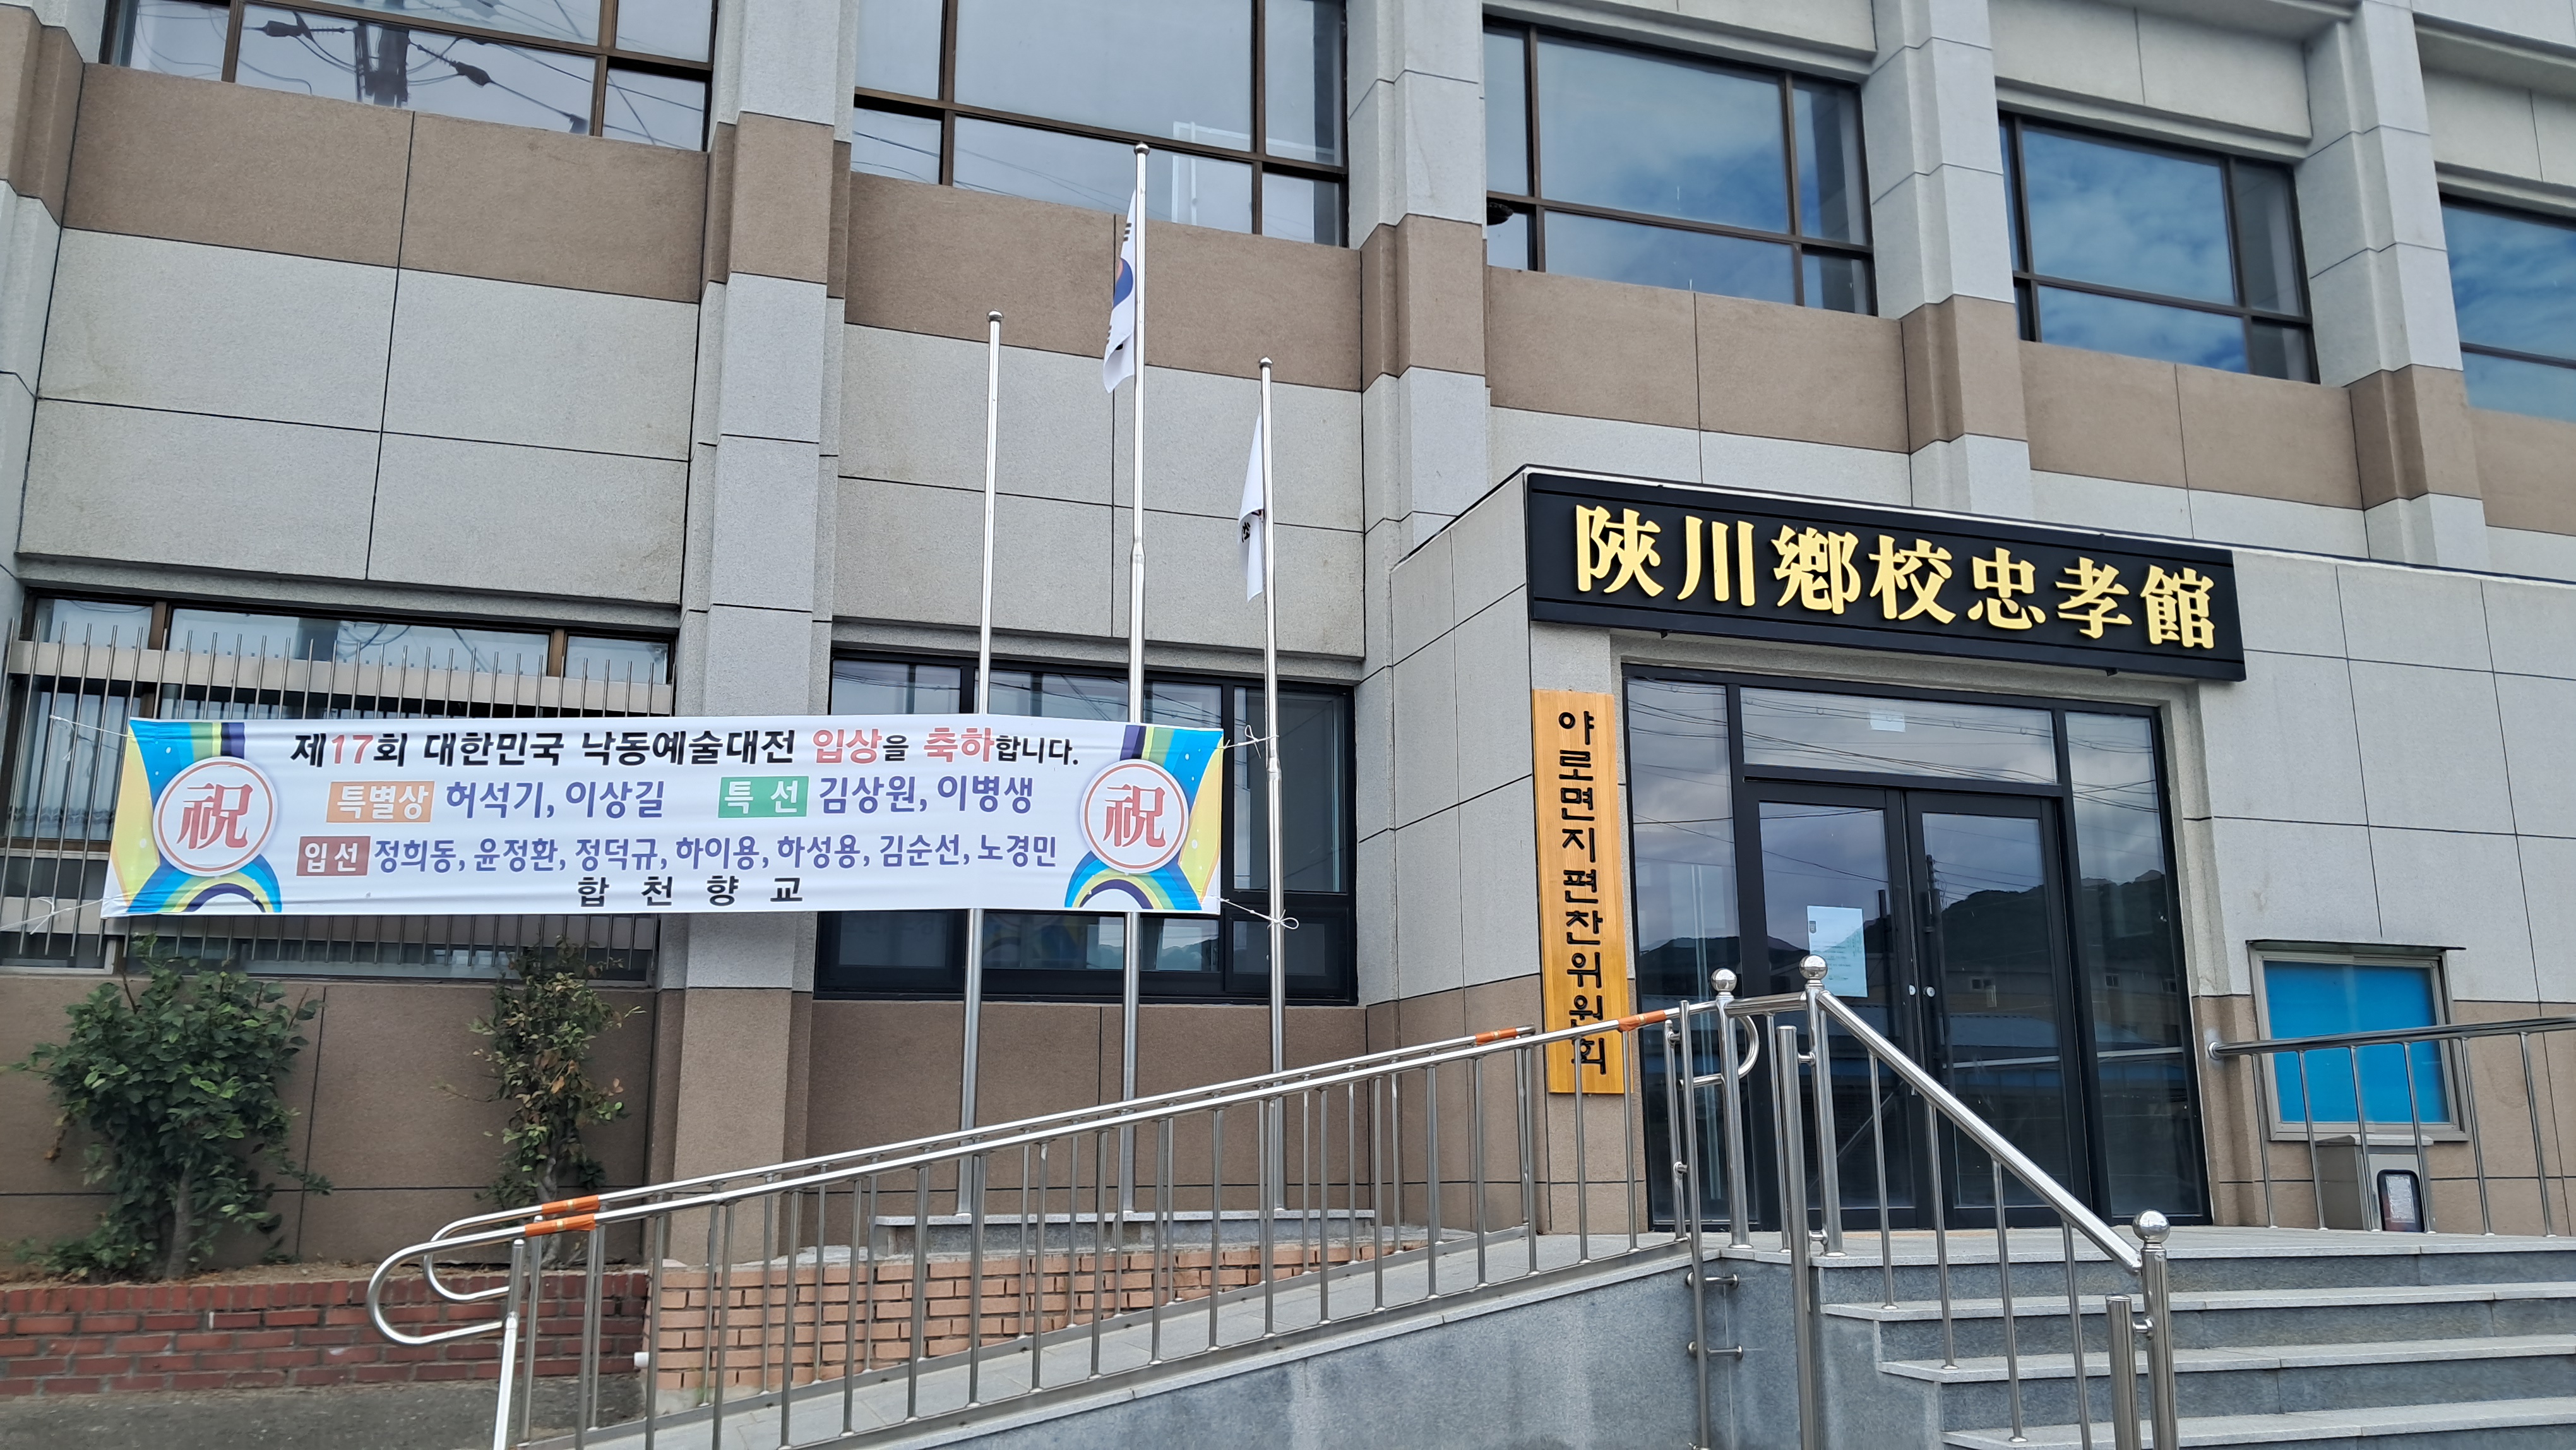 제17회 대한민국 낙동예술대전 입상을 축하합니다.
祝
특별상 허석기, 이상길 특 선 김상원, 이병생
祝
입선 정희동, 윤정환, 정덕규, 하이용, 하성용, 김순선, 노경민
합 천 향 교
陜川鄕校忠孝館
야로면지편찬위원회